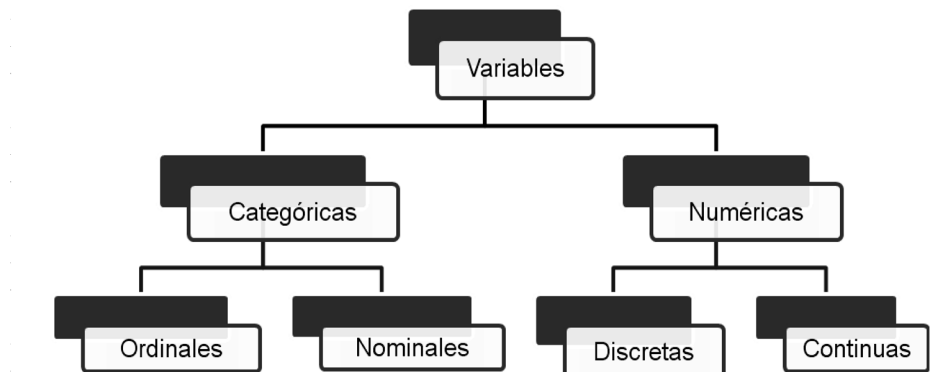 Variables
Categóricas
Numéricas
Ordinales
Nominales
Discretas
Continuas